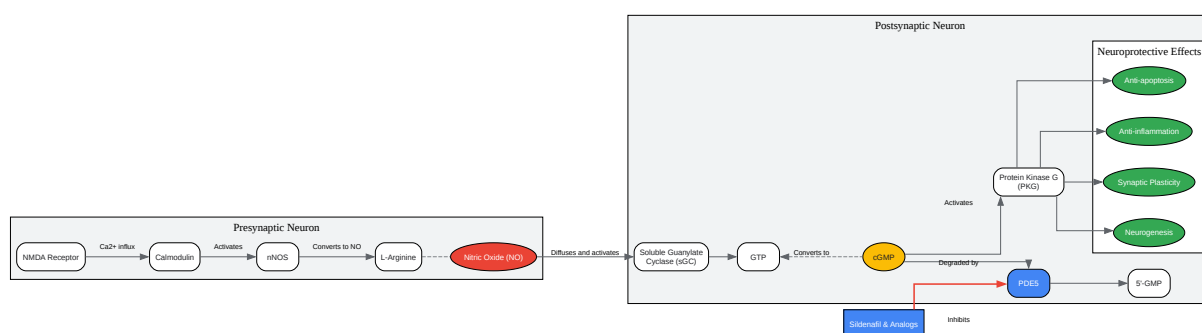 Postsynaptic Neuron
Neuroprotective Effects
Anti-apoptosis
Anti-inflammation
Protein Kinase G
(PKG)
Synaptic Plasticity
Activates
Neurogenesis
Presynaptic Neuron
NMDA Receptor
Ca2+ influx
Calmodulin
Activates
nNOS
Converts to NO
L-Arginine
Nitric Oxide (NO)
Diffuses and activates
Soluble Guanylate
Cyclase (sGC)
GTP
Converts to
cGMP
Degraded by
PDE5
5'-GMP
Sildenafil & Analogs
Inhibits